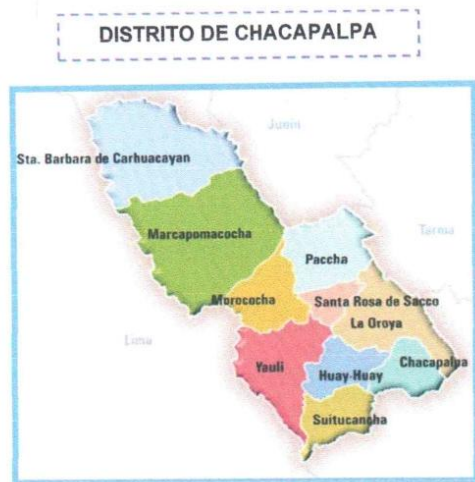 DISTRITO DE CHACAPALPA
Junin
Sta. Barbara de Carhuacayan
Marcapomacocha
Tarma
Paccha
Morococha
Santa Rosa de Sacco
La Oroya
Lima
Yauli
Huay-Huay
Chacapalpa
Suitucancha